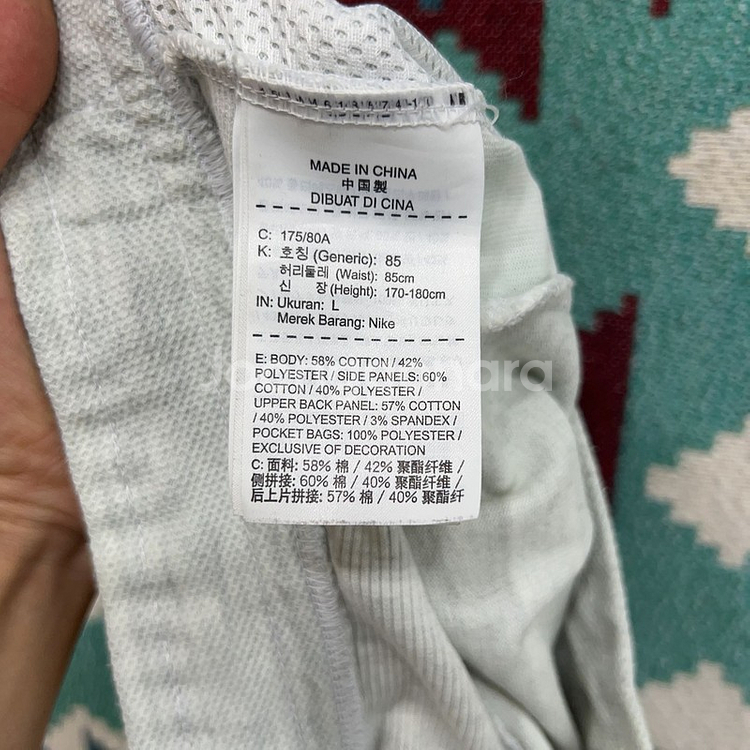 MADE IN CHINA
中国製
DIBUAT DI CINA
C: 175/80A
K: 호칭 (Generic): 85
허리둘레 (Waist): 85cm
신 장 (Height): 170-180cm
IN: Ukuran: L
Merek Barang: Nike
E: BODY: 58% COTTON / 42%
POLYESTER / SIDE PANELS: 60%
COTTON / 40% POLYESTER /
UPPER BACK PANEL: 57% COTTON
/ 40% POLYESTER / 3% SPANDEX /
POCKET BAGS: 100% POLYESTER /
EXCLUSIVE OF DECORATION
C: 面料: 58% 棉 / 42% 聚酯纤维 /
侧拼接: 60% 棉 / 40% 聚酯纤维 /
后上片拼接: 57% 棉 / 40% 聚酯纤